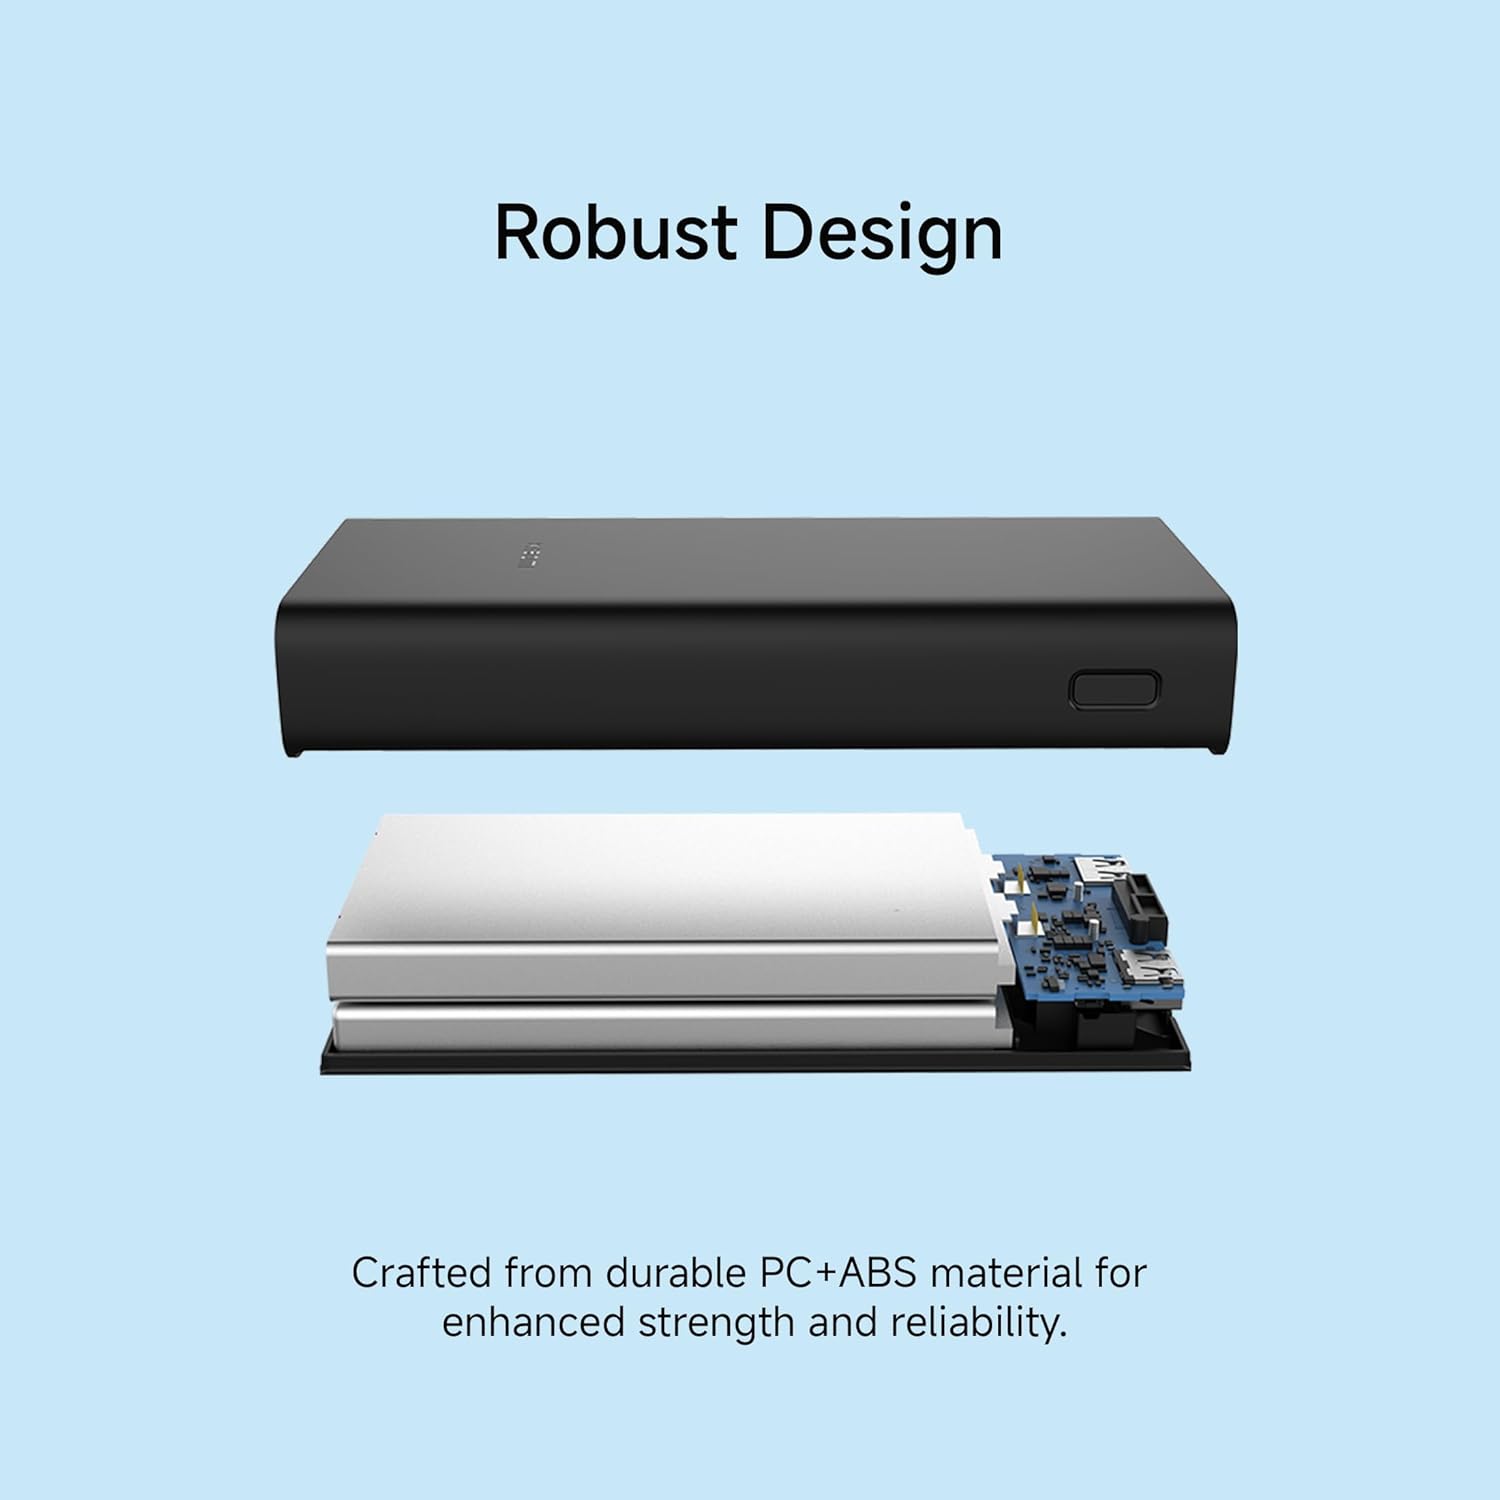 Robust Design
Crafted from durable PC+ABS material for
enhanced strength and reliability.